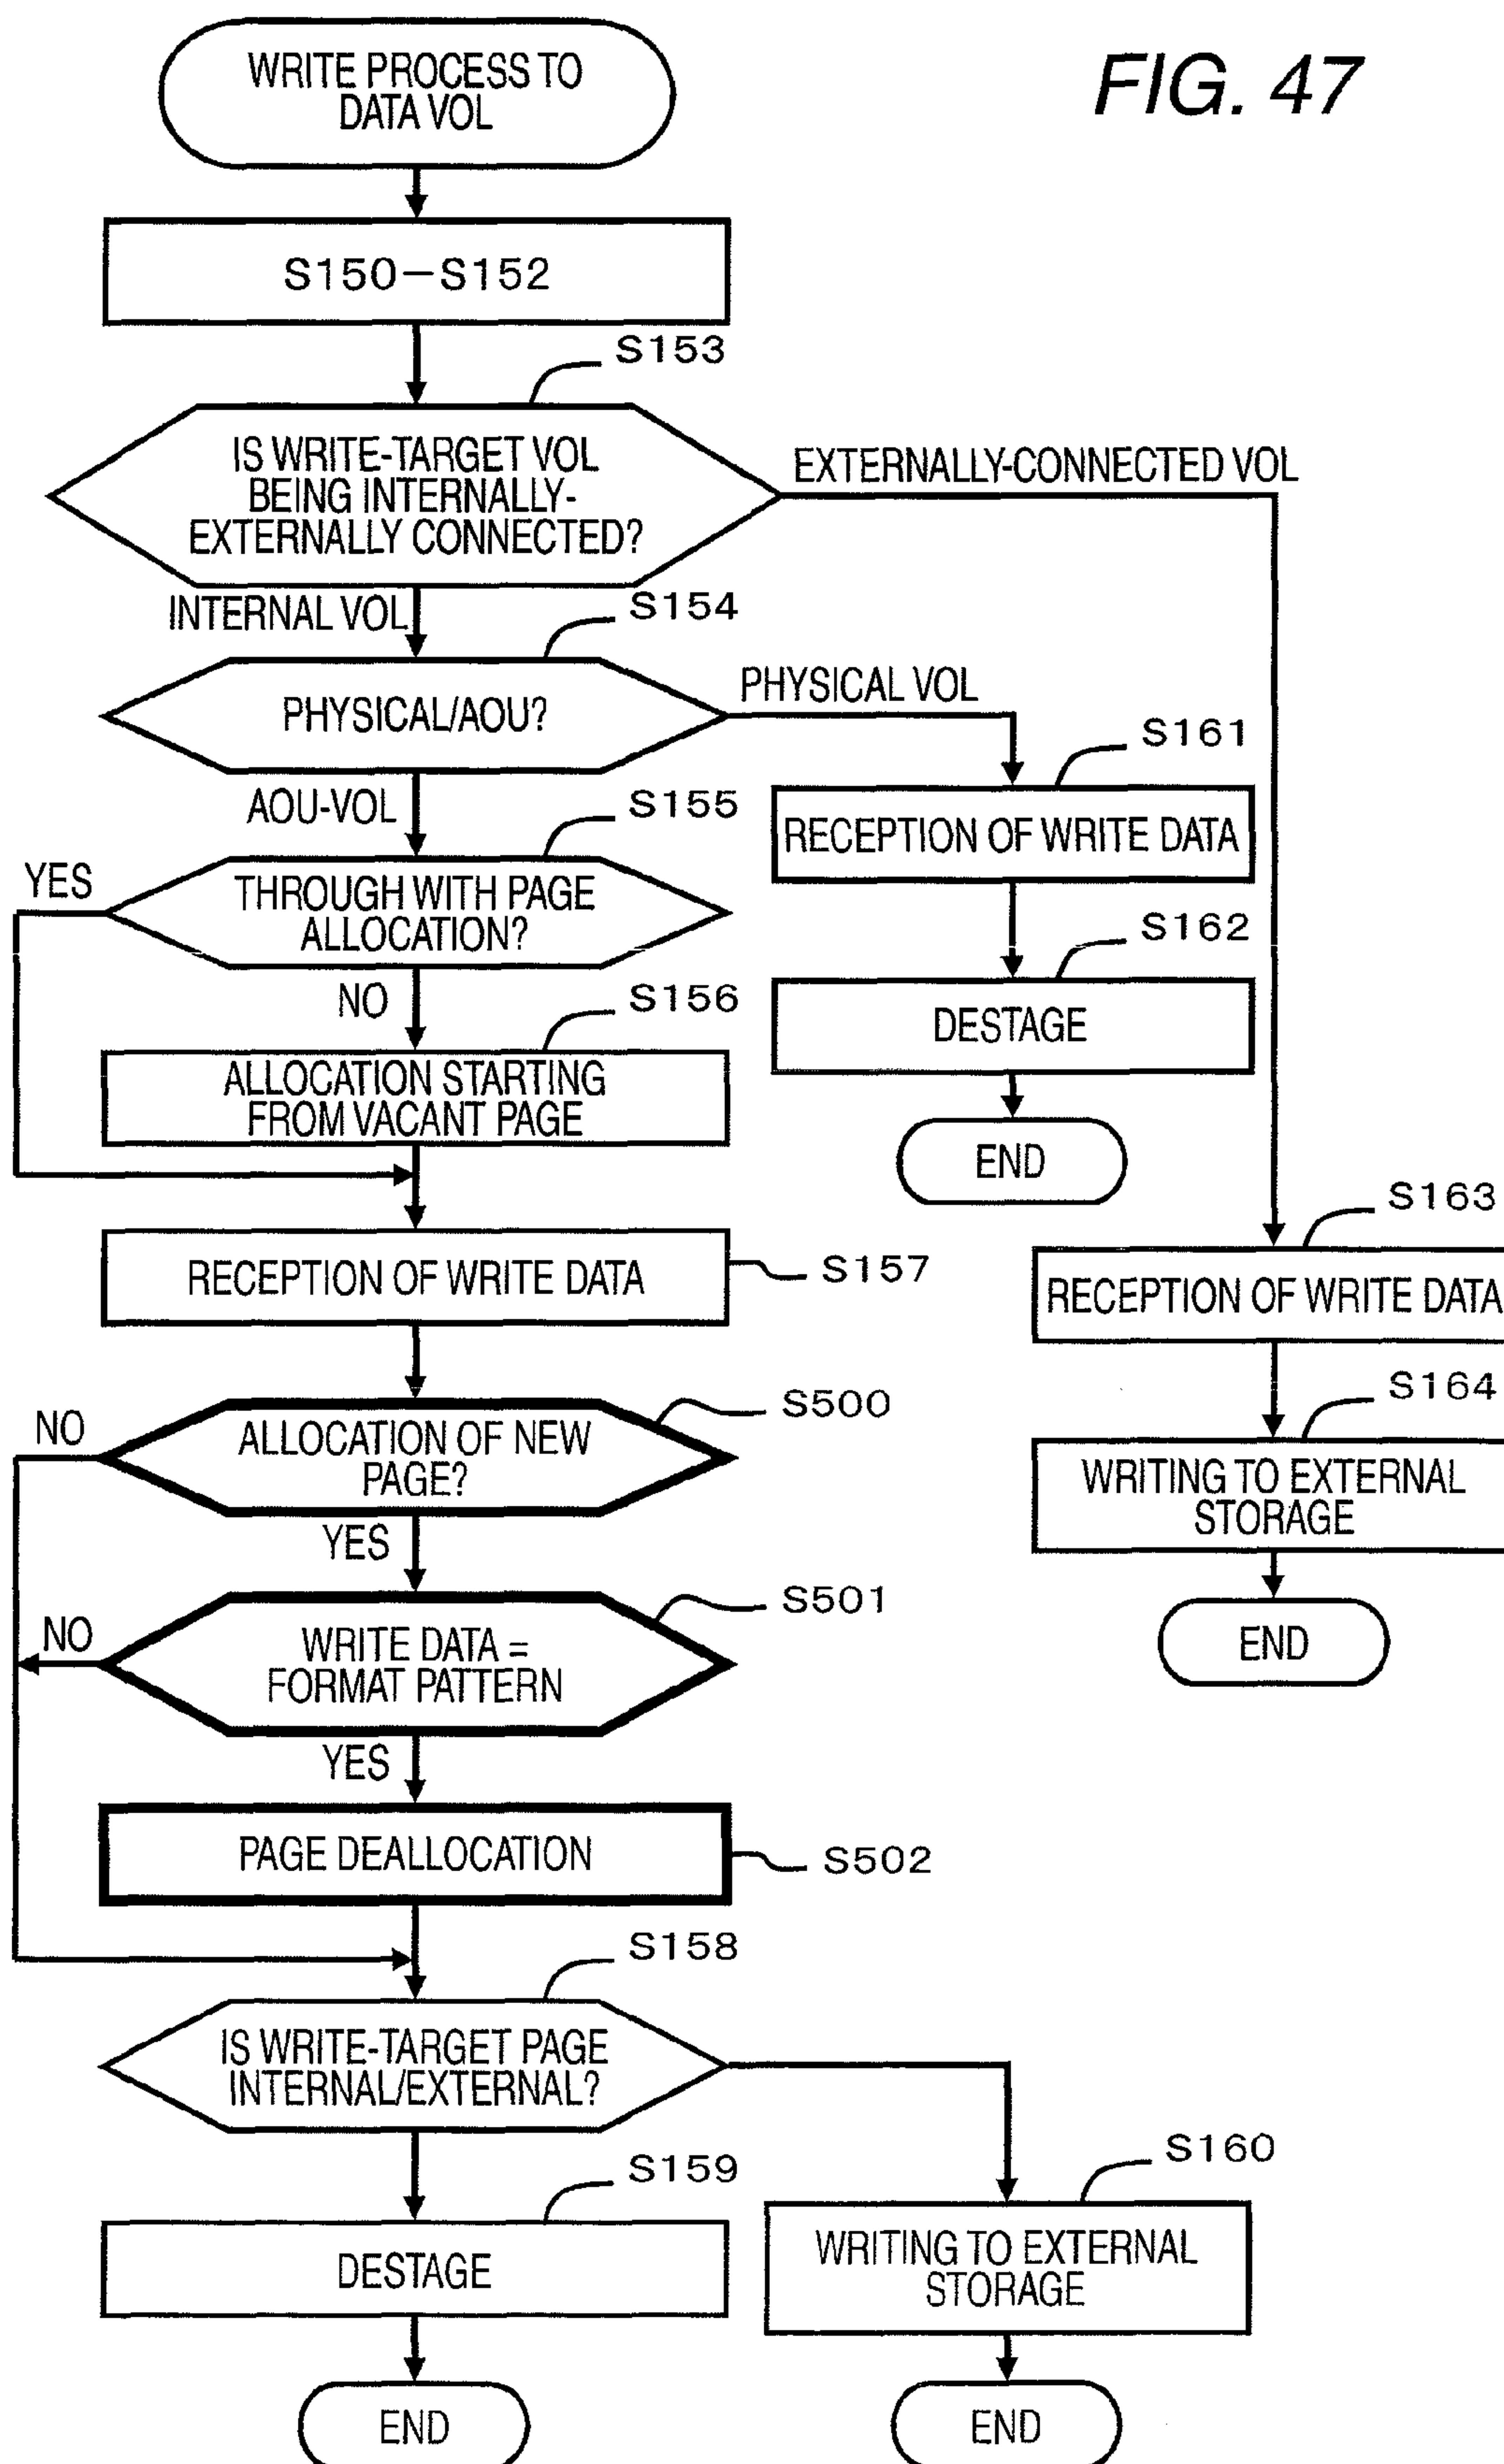 FIG. 47
WRITE PROCESS TO
DATA VOL
S150–S152
S153
IS WRITE-TARGET VOL
BEING INTERNALLY-
EXTERNALLY CONNECTED?
EXTERNALLY-CONNECTED VOL
INTERNAL VOL
S154
PHYSICAL/AOU?
PHYSICAL VOL
S161
RECEPTION OF WRITE DATA
S162
DESTAGE
END
AOU-VOL
S155
YES
THROUGH WITH PAGE
ALLOCATION?
NO
S156
ALLOCATION STARTING
FROM VACANT PAGE
S163
RECEPTION OF WRITE DATA
S164
WRITING TO EXTERNAL
STORAGE
END
RECEPTION OF WRITE DATA
S157
S500
NO
ALLOCATION OF NEW
PAGE?
YES
S501
NO
WRITE DATA =
FORMAT PATTERN
YES
PAGE DEALLOCATION
S502
S158
IS WRITE-TARGET PAGE
INTERNAL/EXTERNAL?
S159
DESTAGE
END
S160
WRITING TO EXTERNAL
STORAGE
END